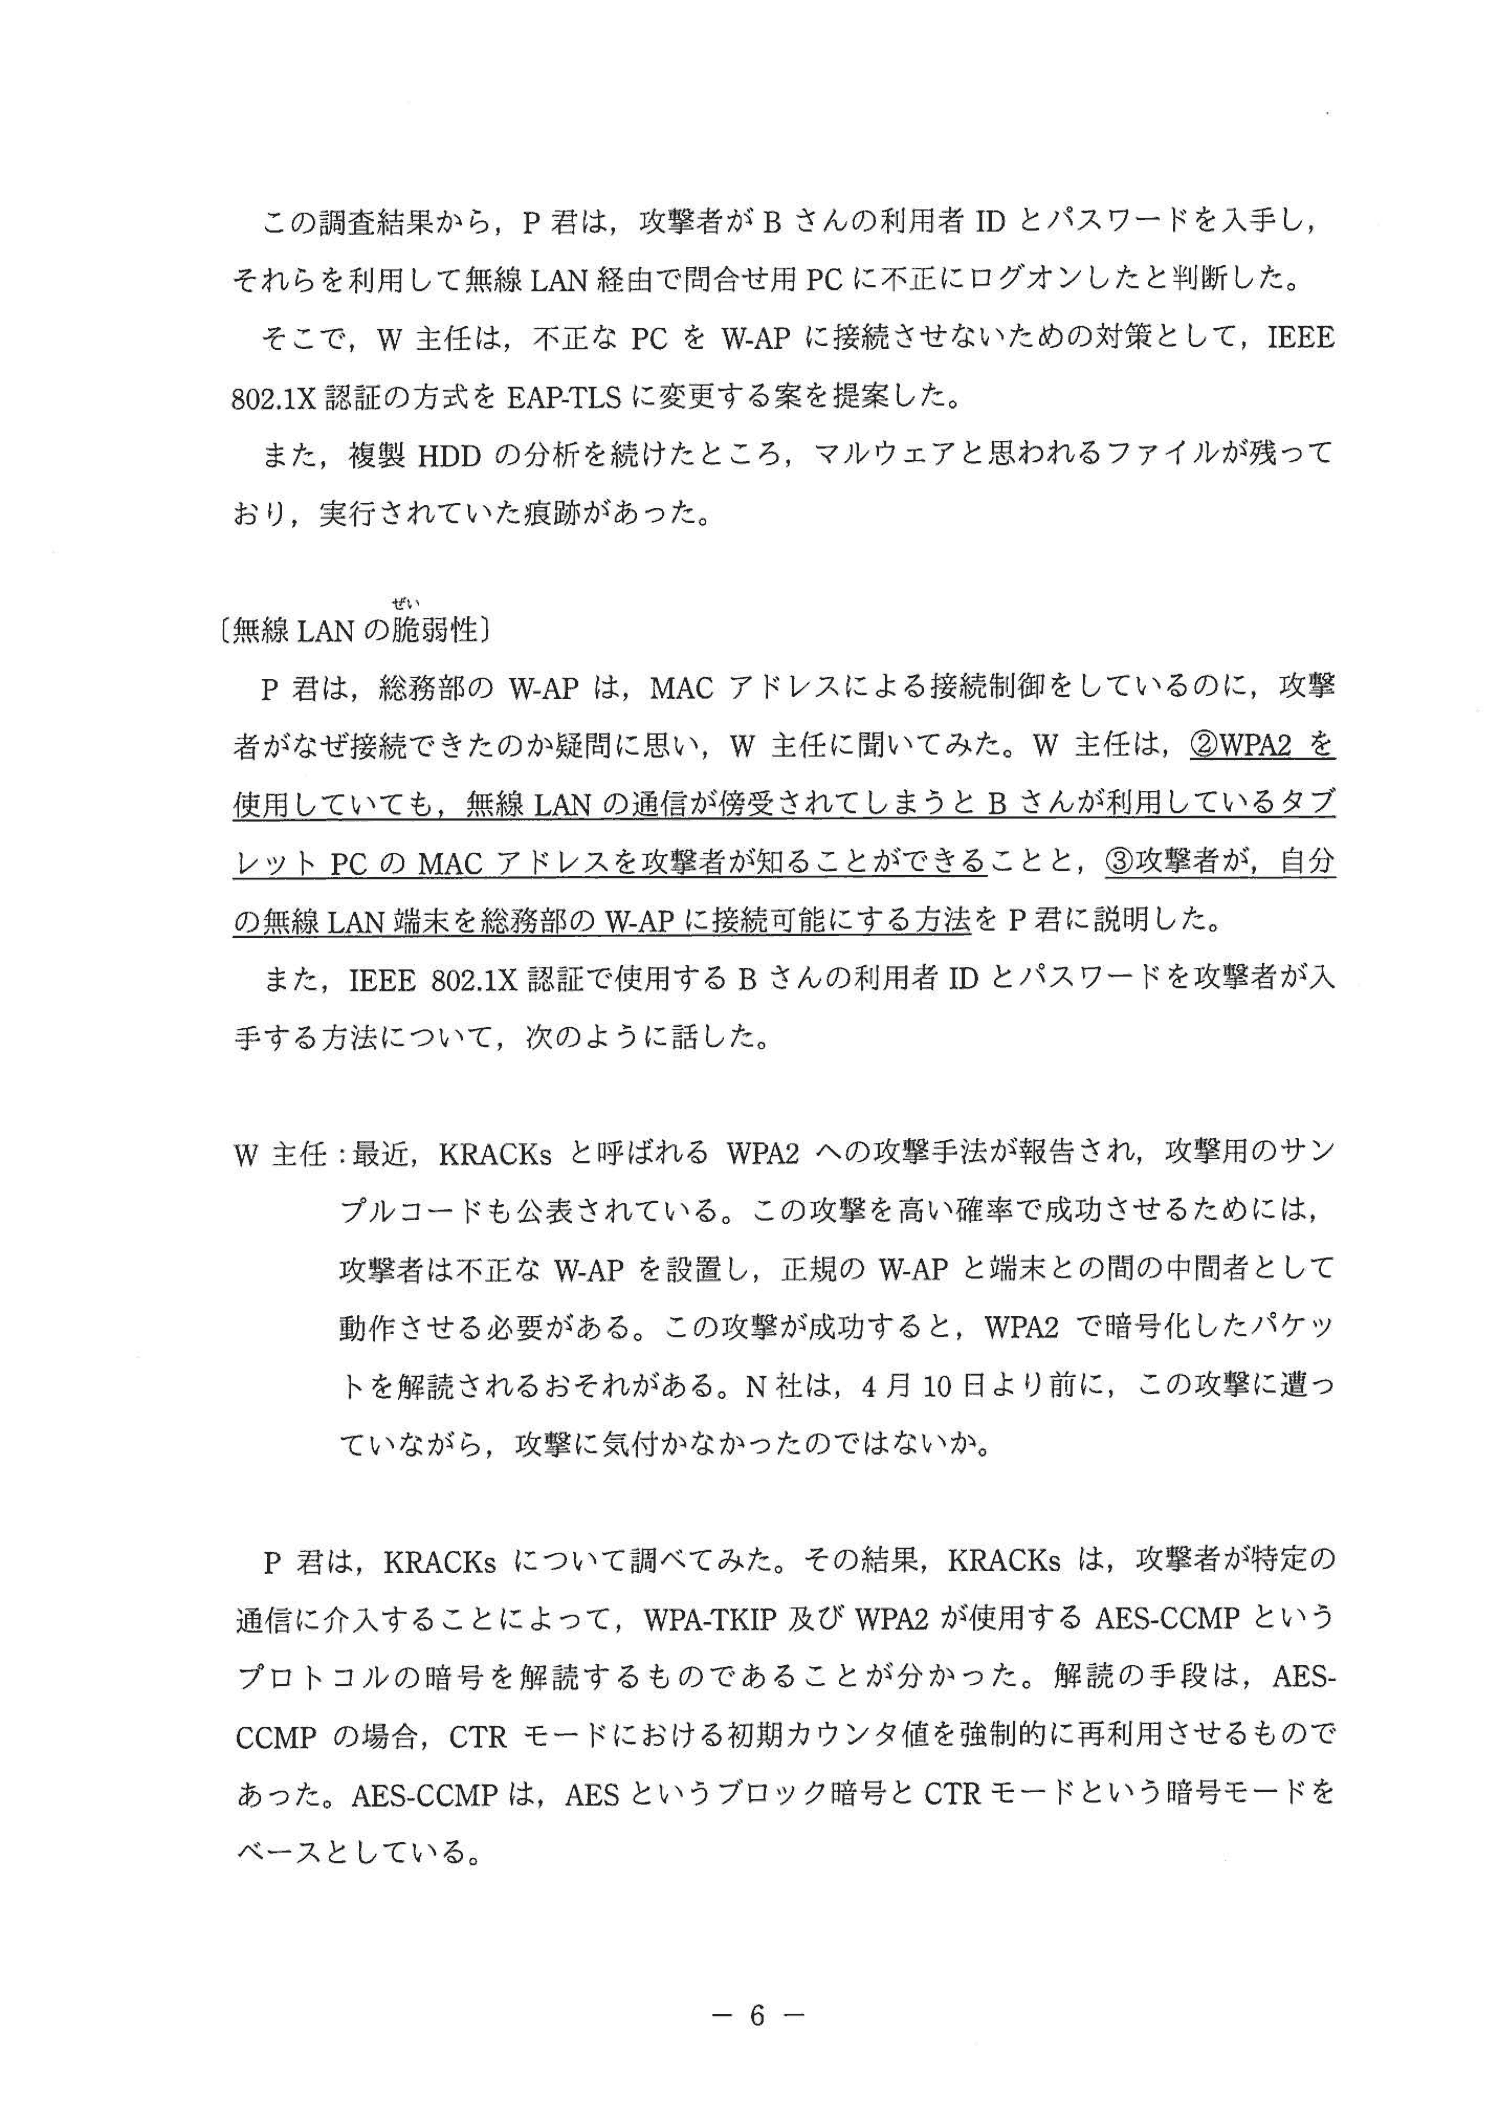 この調査結果から，P 君は，攻撃者が B さんの利用者 ID とパスワードを入手し，
それらを利用して無線 LAN 経由で問合せ用 PC に不正にログオンしたと判断した。
そこで，W 主任は，不正な PC を W-AP に接続させないための対策として，IEEE
802.1X 認証の方式を EAP-TLS に変更する案を提案した。
また，複製 HDD の分析を続けたところ，マルウェアと思われるファイルが残って
おり，実行されていた痕跡があった。
ぜい
〔無線 LAN の脆弱性〕
P 君は，総務部の W-AP は，MAC アドレスによる接続制御をしているのに，攻撃
者がなぜ接続できたのか疑問に思い，W 主任に聞いてみた。W 主任は，②WPA2 を
使用していても，無線 LAN の通信が傍受されてしまうと B さんが利用しているタブ
レット PC の MAC アドレスを攻撃者が知ることができることと，③攻撃者が，自分
の無線 LAN 端末を総務部の W-AP に接続可能にする方法を P 君に説明した。
また，IEEE 802.1X 認証で使用する B さんの利用者 ID とパスワードを攻撃者が入
手する方法について，次のように話した。
W 主任：最近，KRACKs と呼ばれる WPA2 への攻撃手法が報告され，攻撃用のサン
プルコードも公表されている。この攻撃を高い確率で成功させるためには，
攻撃者は不正な W-AP を設置し，正規の W-AP と端末との間の中間者として
動作させる必要がある。この攻撃が成功すると，WPA2 で暗号化したパケッ
トを解読されるおそれがある。N 社は，4 月 10 日より前に，この攻撃に遭っ
ていながら，攻撃に気付かなかったのではないか。
P 君は，KRACKs について調べてみた。その結果，KRACKs は，攻撃者が特定の
通信に介入することによって，WPA-TKIP 及び WPA2 が使用する AES-CCMP という
プロトコルの暗号を解読するものであることが分かった。解読の手段は，AES-
CCMP の場合，CTR モードにおける初期カウンタ値を強制的に再利用させるもので
あった。AES-CCMP は，AES というブロック暗号と CTR モードという暗号モードを
ベースとしている。
－ 6 －